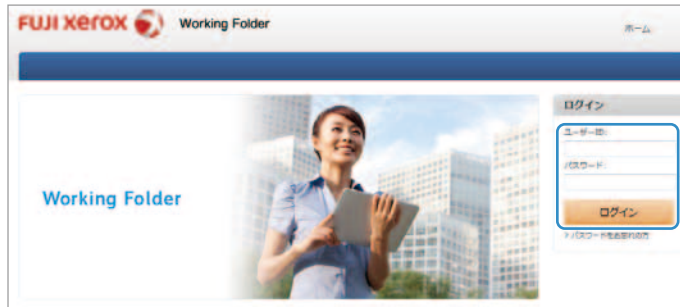 FUJI XEROX Working Folder
ホーム
Working Folder
ログイン
ユーザーID:
パスワード:
ログイン
> パスワードをお忘れの方